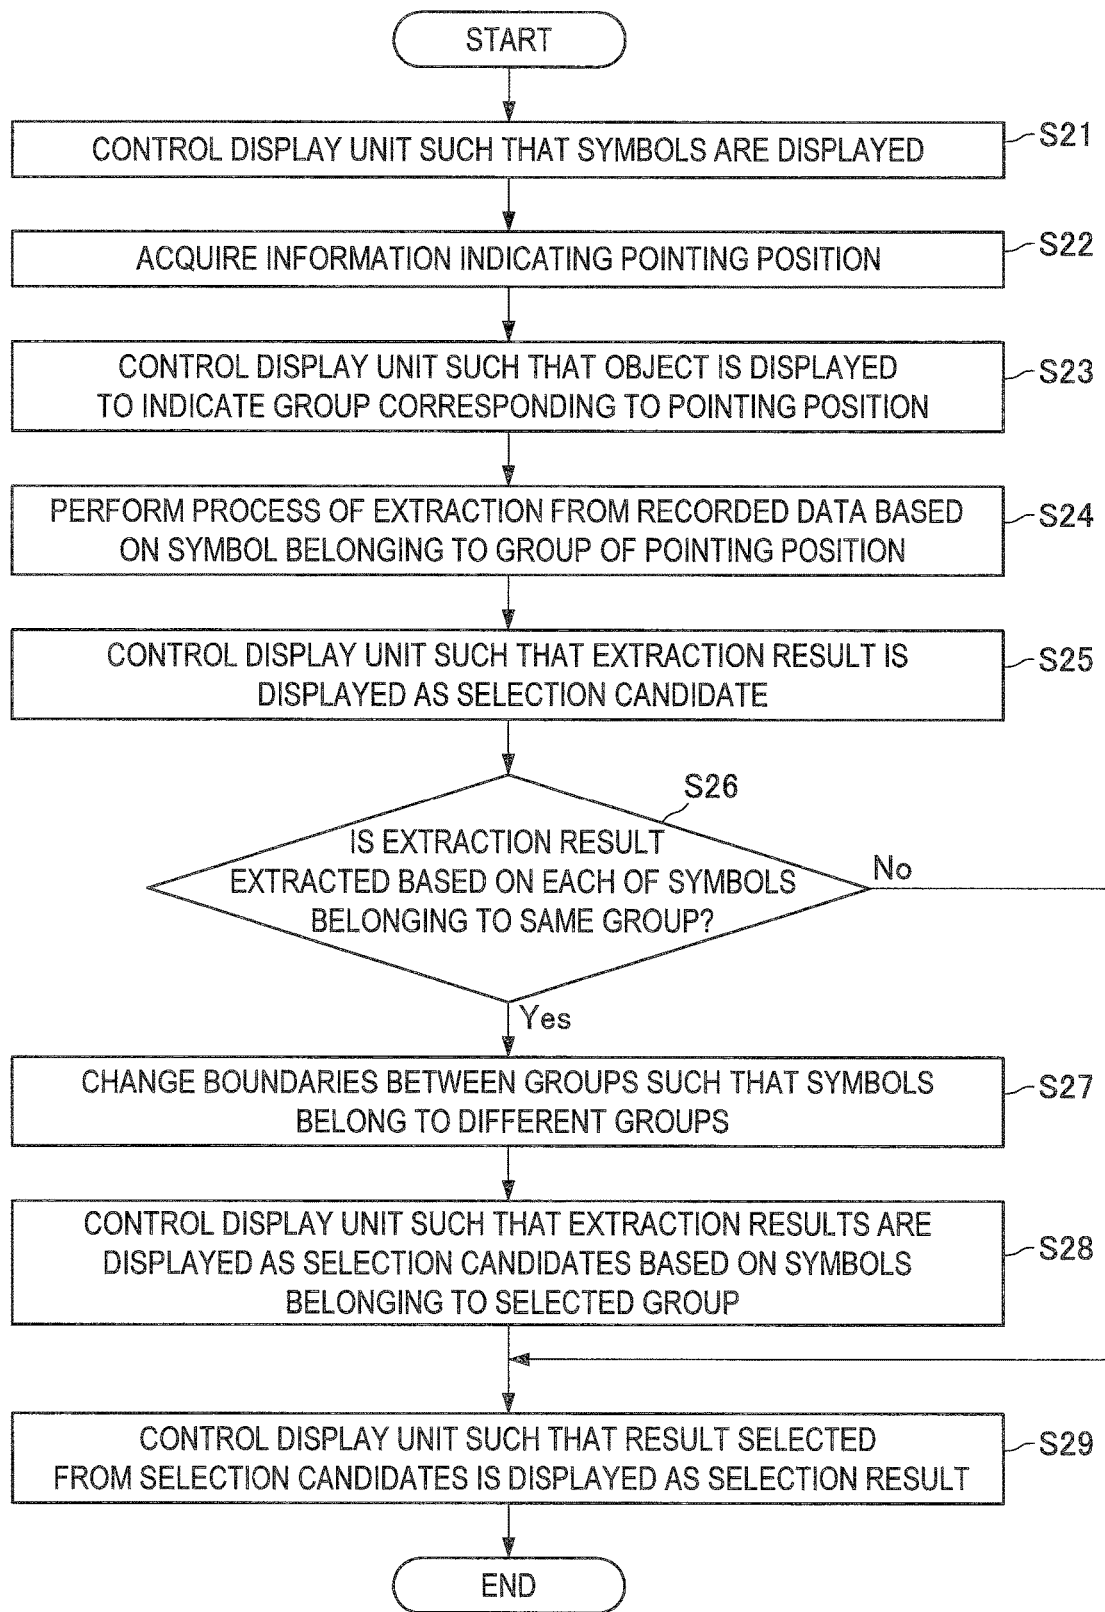 START
CONTROL DISPLAY UNIT SUCH THAT SYMBOLS ARE DISPLAYED
S21
ACQUIRE INFORMATION INDICATING POINTING POSITION
S22
CONTROL DISPLAY UNIT SUCH THAT OBJECT IS DISPLAYED
TO INDICATE GROUP CORRESPONDING TO POINTING POSITION
S23
PERFORM PROCESS OF EXTRACTION FROM RECORDED DATA BASED
ON SYMBOL BELONGING TO GROUP OF POINTING POSITION
S24
CONTROL DISPLAY UNIT SUCH THAT EXTRACTION RESULT IS
DISPLAYED AS SELECTION CANDIDATE
S25
S26
IS EXTRACTION RESULT
EXTRACTED BASED ON EACH OF SYMBOLS
BELONGING TO SAME GROUP?
No
Yes
CHANGE BOUNDARIES BETWEEN GROUPS SUCH THAT SYMBOLS
BELONG TO DIFFERENT GROUPS
S27
CONTROL DISPLAY UNIT SUCH THAT EXTRACTION RESULTS ARE
DISPLAYED AS SELECTION CANDIDATES BASED ON SYMBOLS
BELONGING TO SELECTED GROUP
S28
CONTROL DISPLAY UNIT SUCH THAT RESULT SELECTED
FROM SELECTION CANDIDATES IS DISPLAYED AS SELECTION RESULT
S29
END